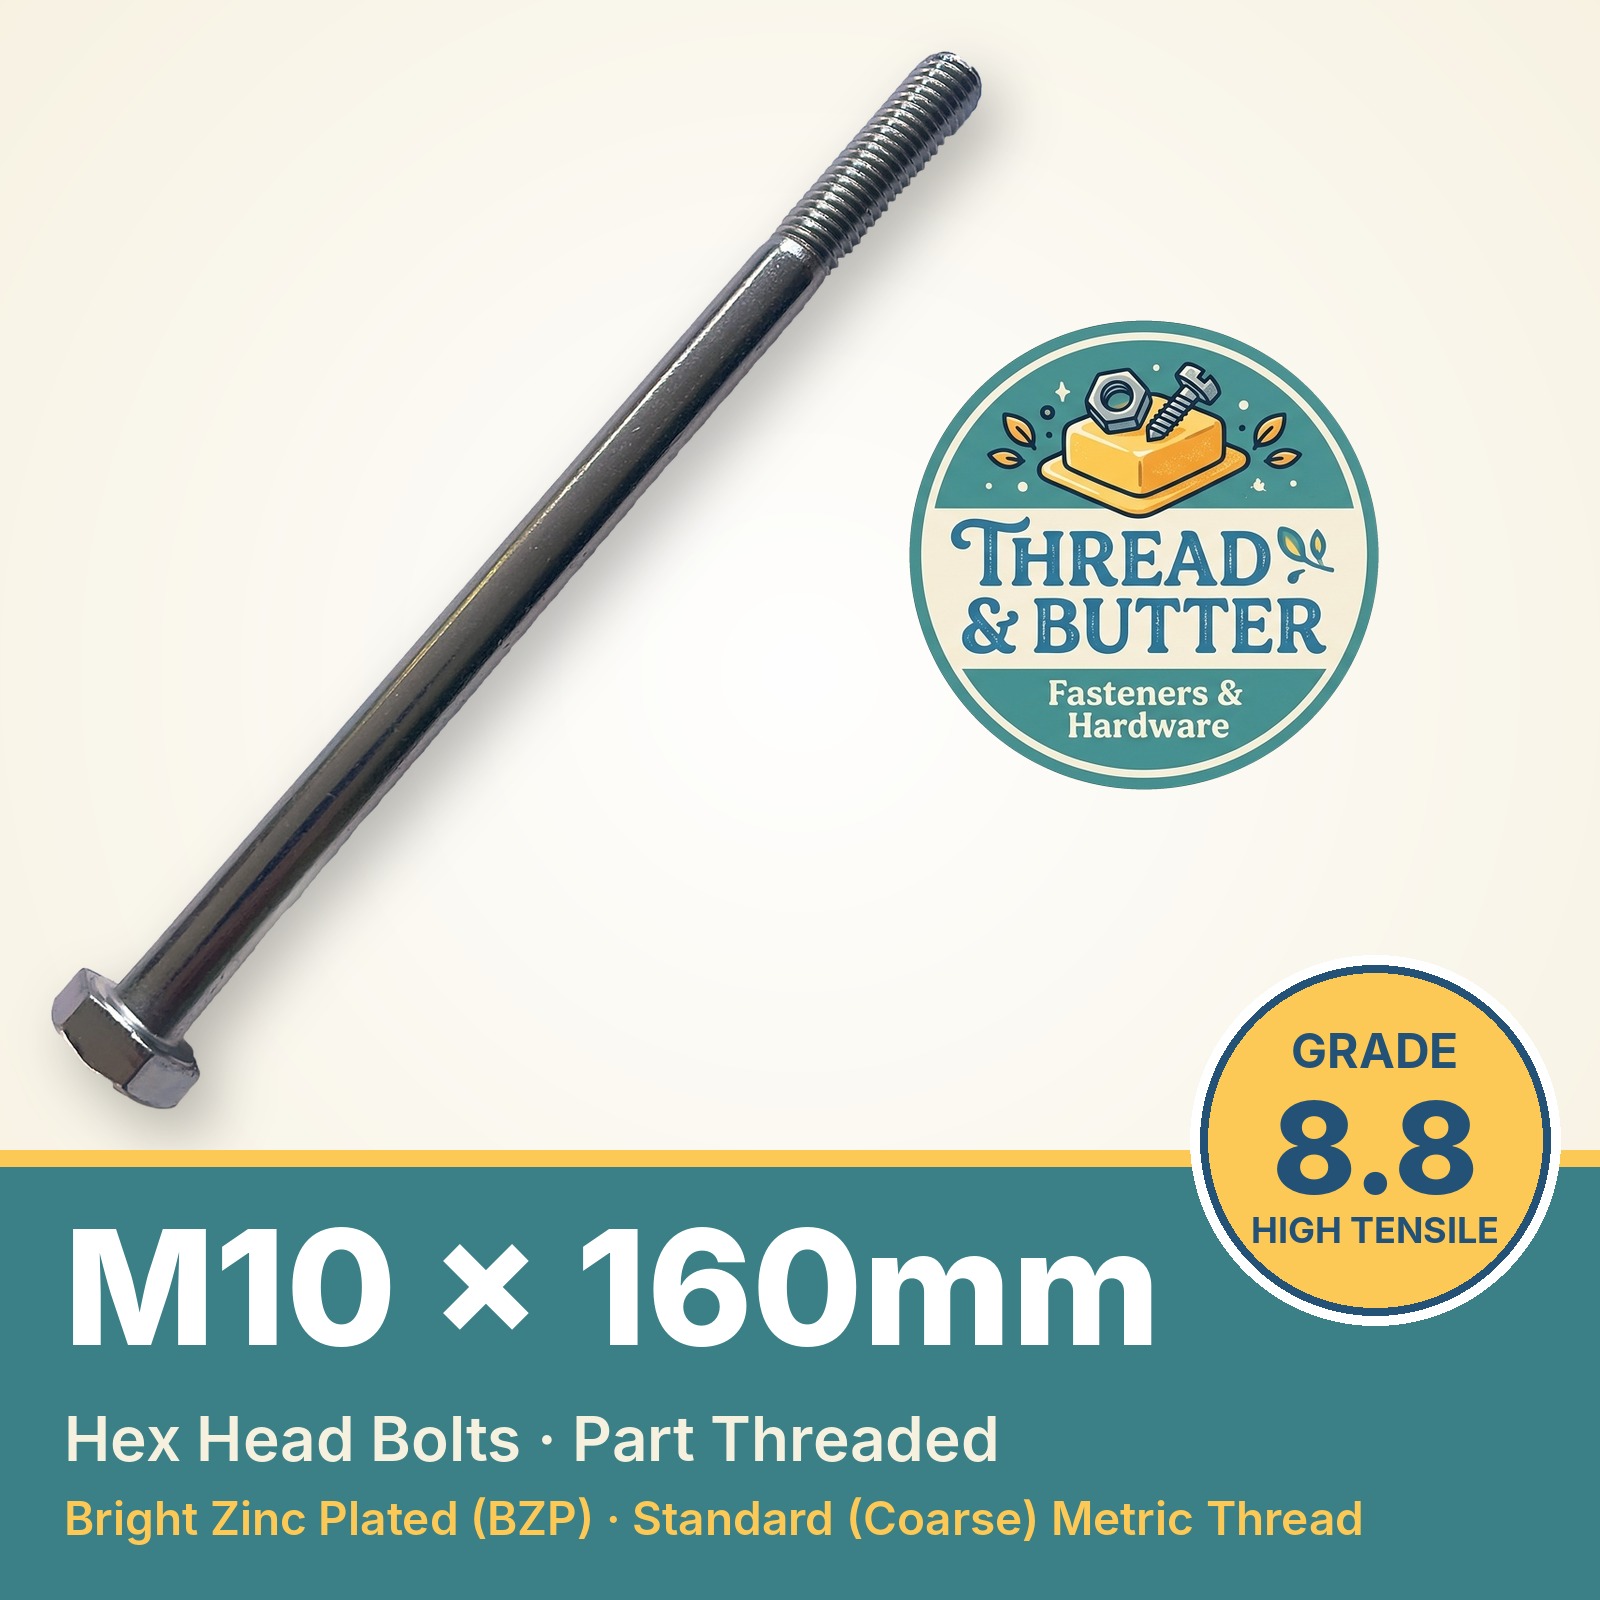 THREAD
& BUTTER
Fasteners &
Hardware
GRADE
8.8
HIGH TENSILE
M10 × 160mm
Hex Head Bolts · Part Threaded
Bright Zinc Plated (BZP) · Standard (Coarse) Metric Thread